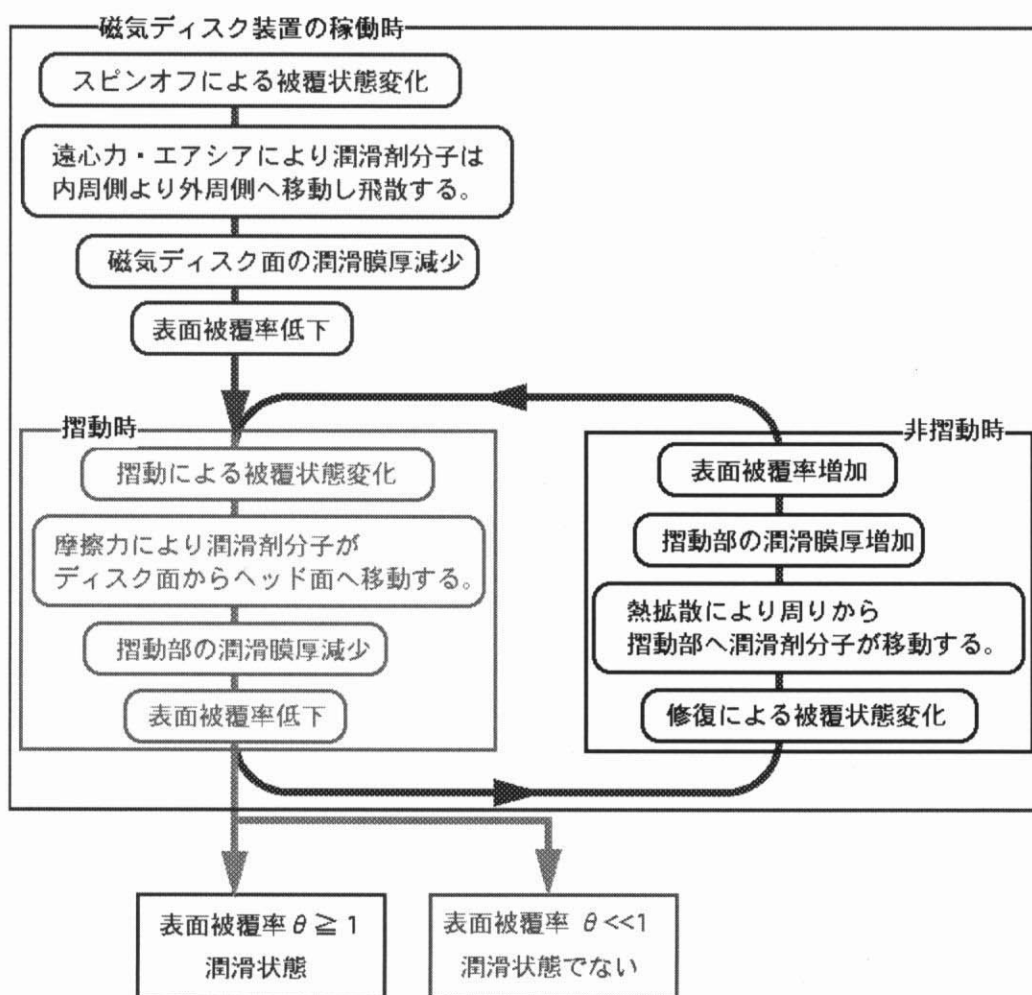 磁気ディスク装置の稼働時
スピンオフによる被覆状態変化
遠心力・エアシアにより潤滑剤分子は
内周側より外周側へ移動し飛散する。
磁気ディスク面の潤滑膜厚減少
表面被覆率低下
摺動時
摺動による被覆状態変化
摩擦力により潤滑剤分子が
ディスク面からヘッド面へ移動する。
摺動部の潤滑膜厚減少
表面被覆率低下
非摺動時
表面被覆率増加
摺動部の潤滑膜厚増加
熱拡散により周りから
摺動部へ潤滑剤分子が移動する。
修復による被覆状態変化
表面被覆率θ≧1
潤滑状態
表面被覆率 θ<<1
潤滑状態でない